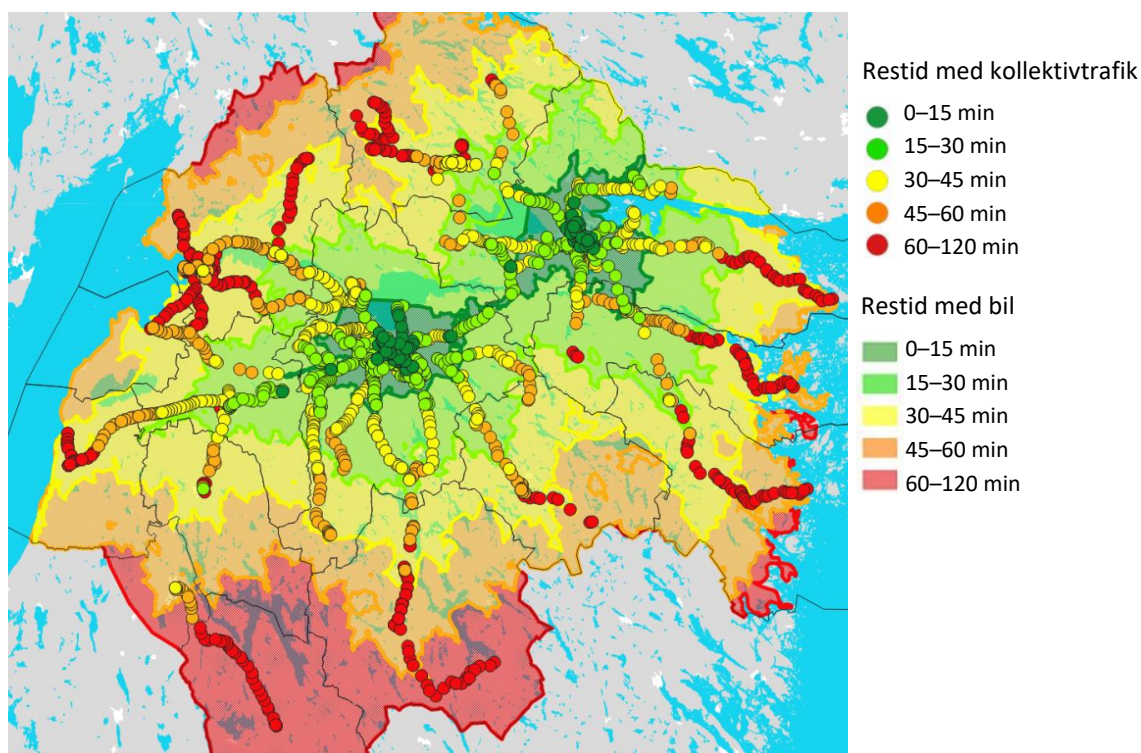 Restid med kollektivtrafik
0–15 min
15–30 min
30–45 min
45–60 min
60–120 min
Restid med bil
0–15 min
15–30 min
30–45 min
45–60 min
60–120 min